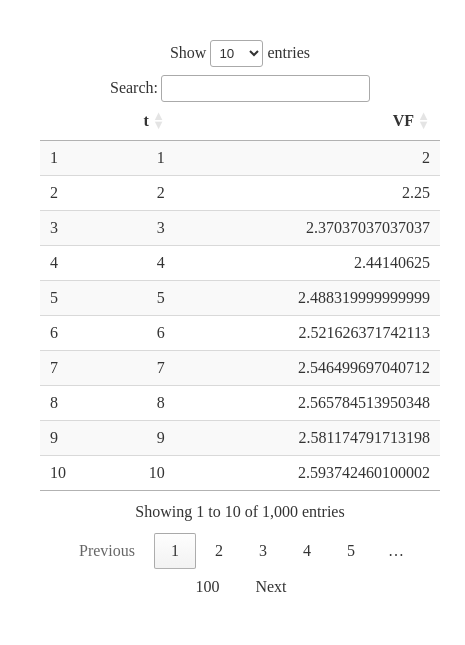 Show 10 entries
Search:
t VF
1 1 2
2 2 2.25
3 3 2.37037037037037
4 4 2.44140625
5 5 2.488319999999999
6 6 2.521626371742113
7 7 2.546499697040712
8 8 2.565784513950348
9 9 2.581174791713198
10 10 2.593742460100002
Showing 1 to 10 of 1,000 entries
Previous 1 2 3 4 5 …
100 Next